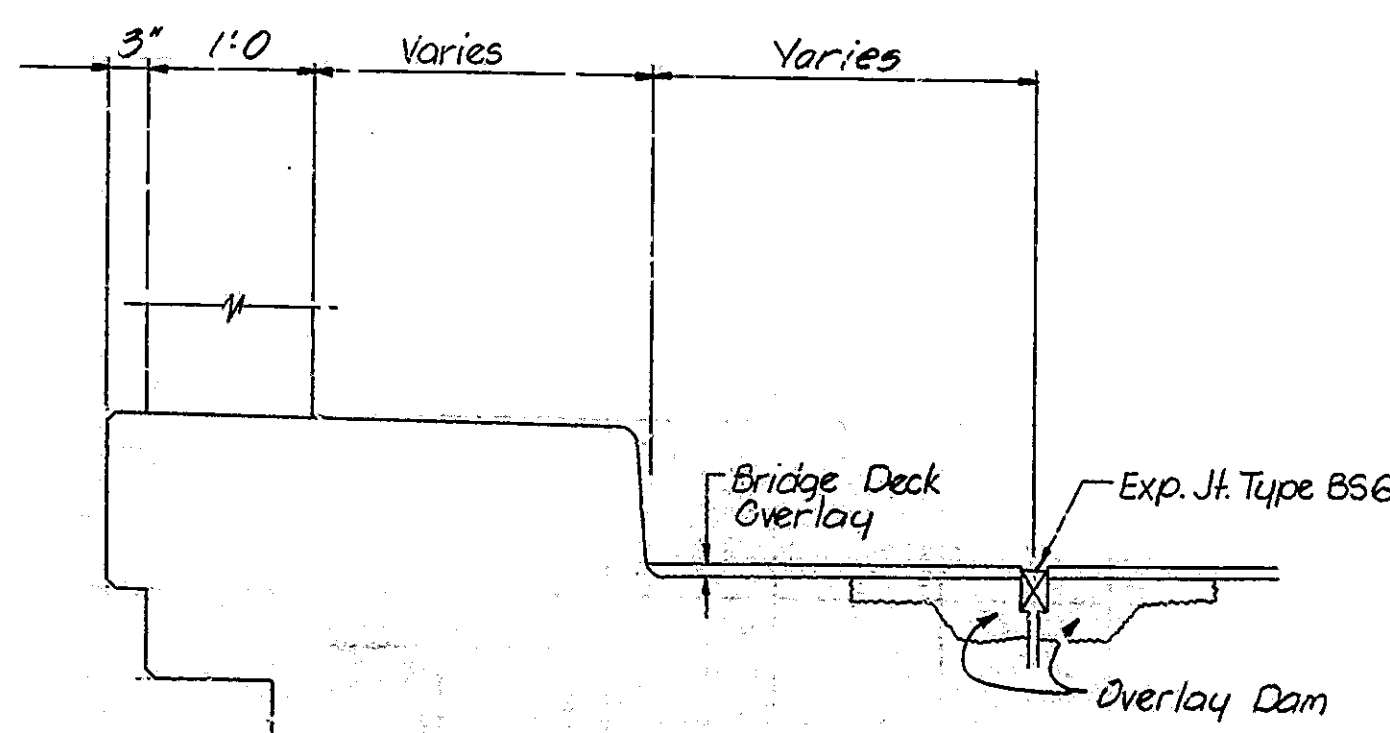 3" 1'-0 Varies Varies
Bridge Deck
Overlay
Exp. Jt. Type BS6
Overlay Dam